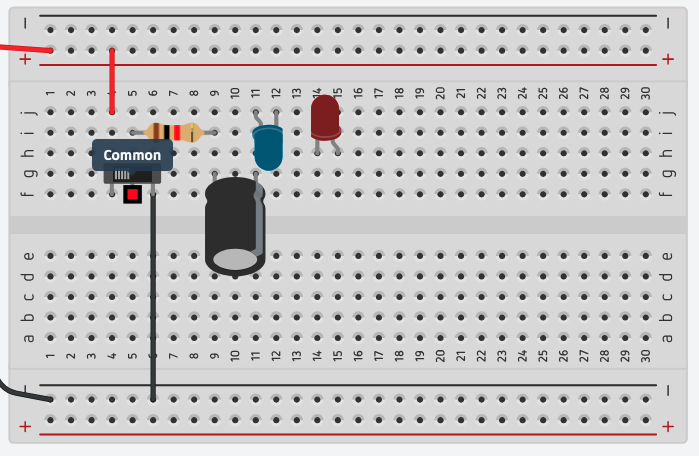 − −
+ +
1 2 3 4 5 6 7 8 9 10 11 12 13 14 15 16 17 18 19 20 21 22 23 24 25 26 27 28 29 30
j j
i i
h h
Common
g g
f f
e e
d d
c c
b b
a a
1 2 3 4 5 6 7 8 9 10 11 12 13 14 15 16 17 18 19 20 21 22 23 24 25 26 27 28 29 30
− −
+ +